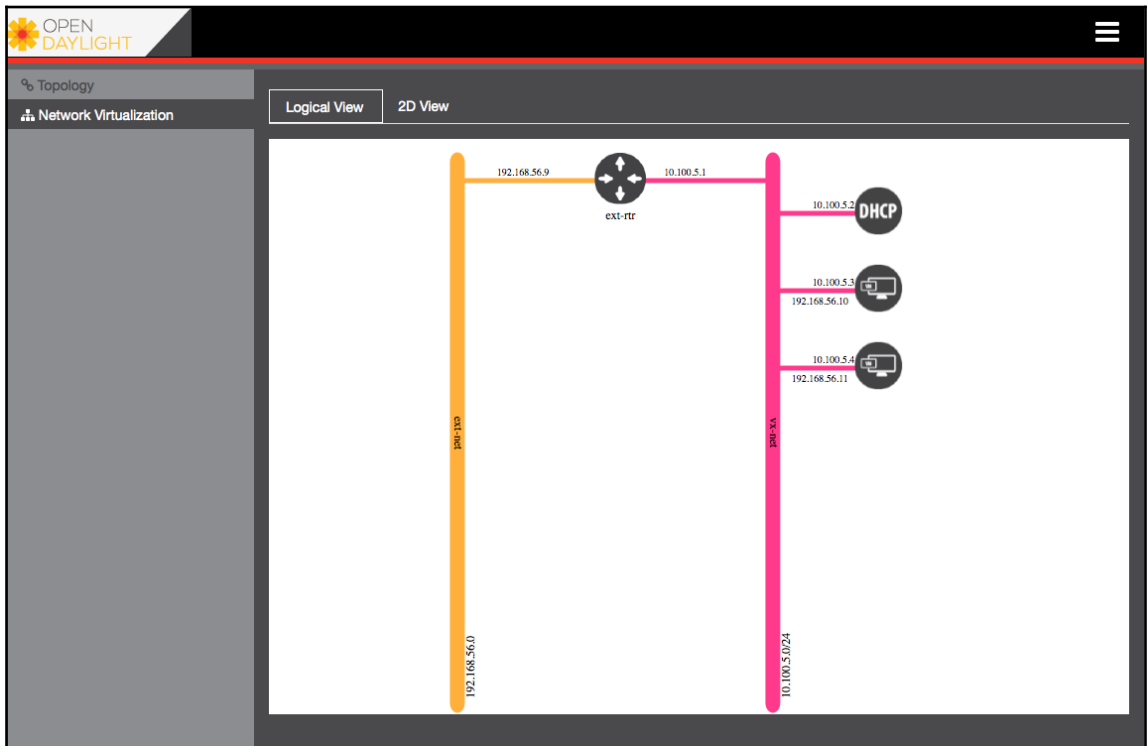 OPEN
DAYLIGHT
Topology
Network Virtualization
Logical View
2D View
192.168.56.9
10.100.5.1
ext-rtr
10.100.5.2
DHCP
10.100.5.3
192.168.56.10
10.100.5.4
192.168.56.11
ext-net
vx-net
192.168.56.0
10.100.5.0/24